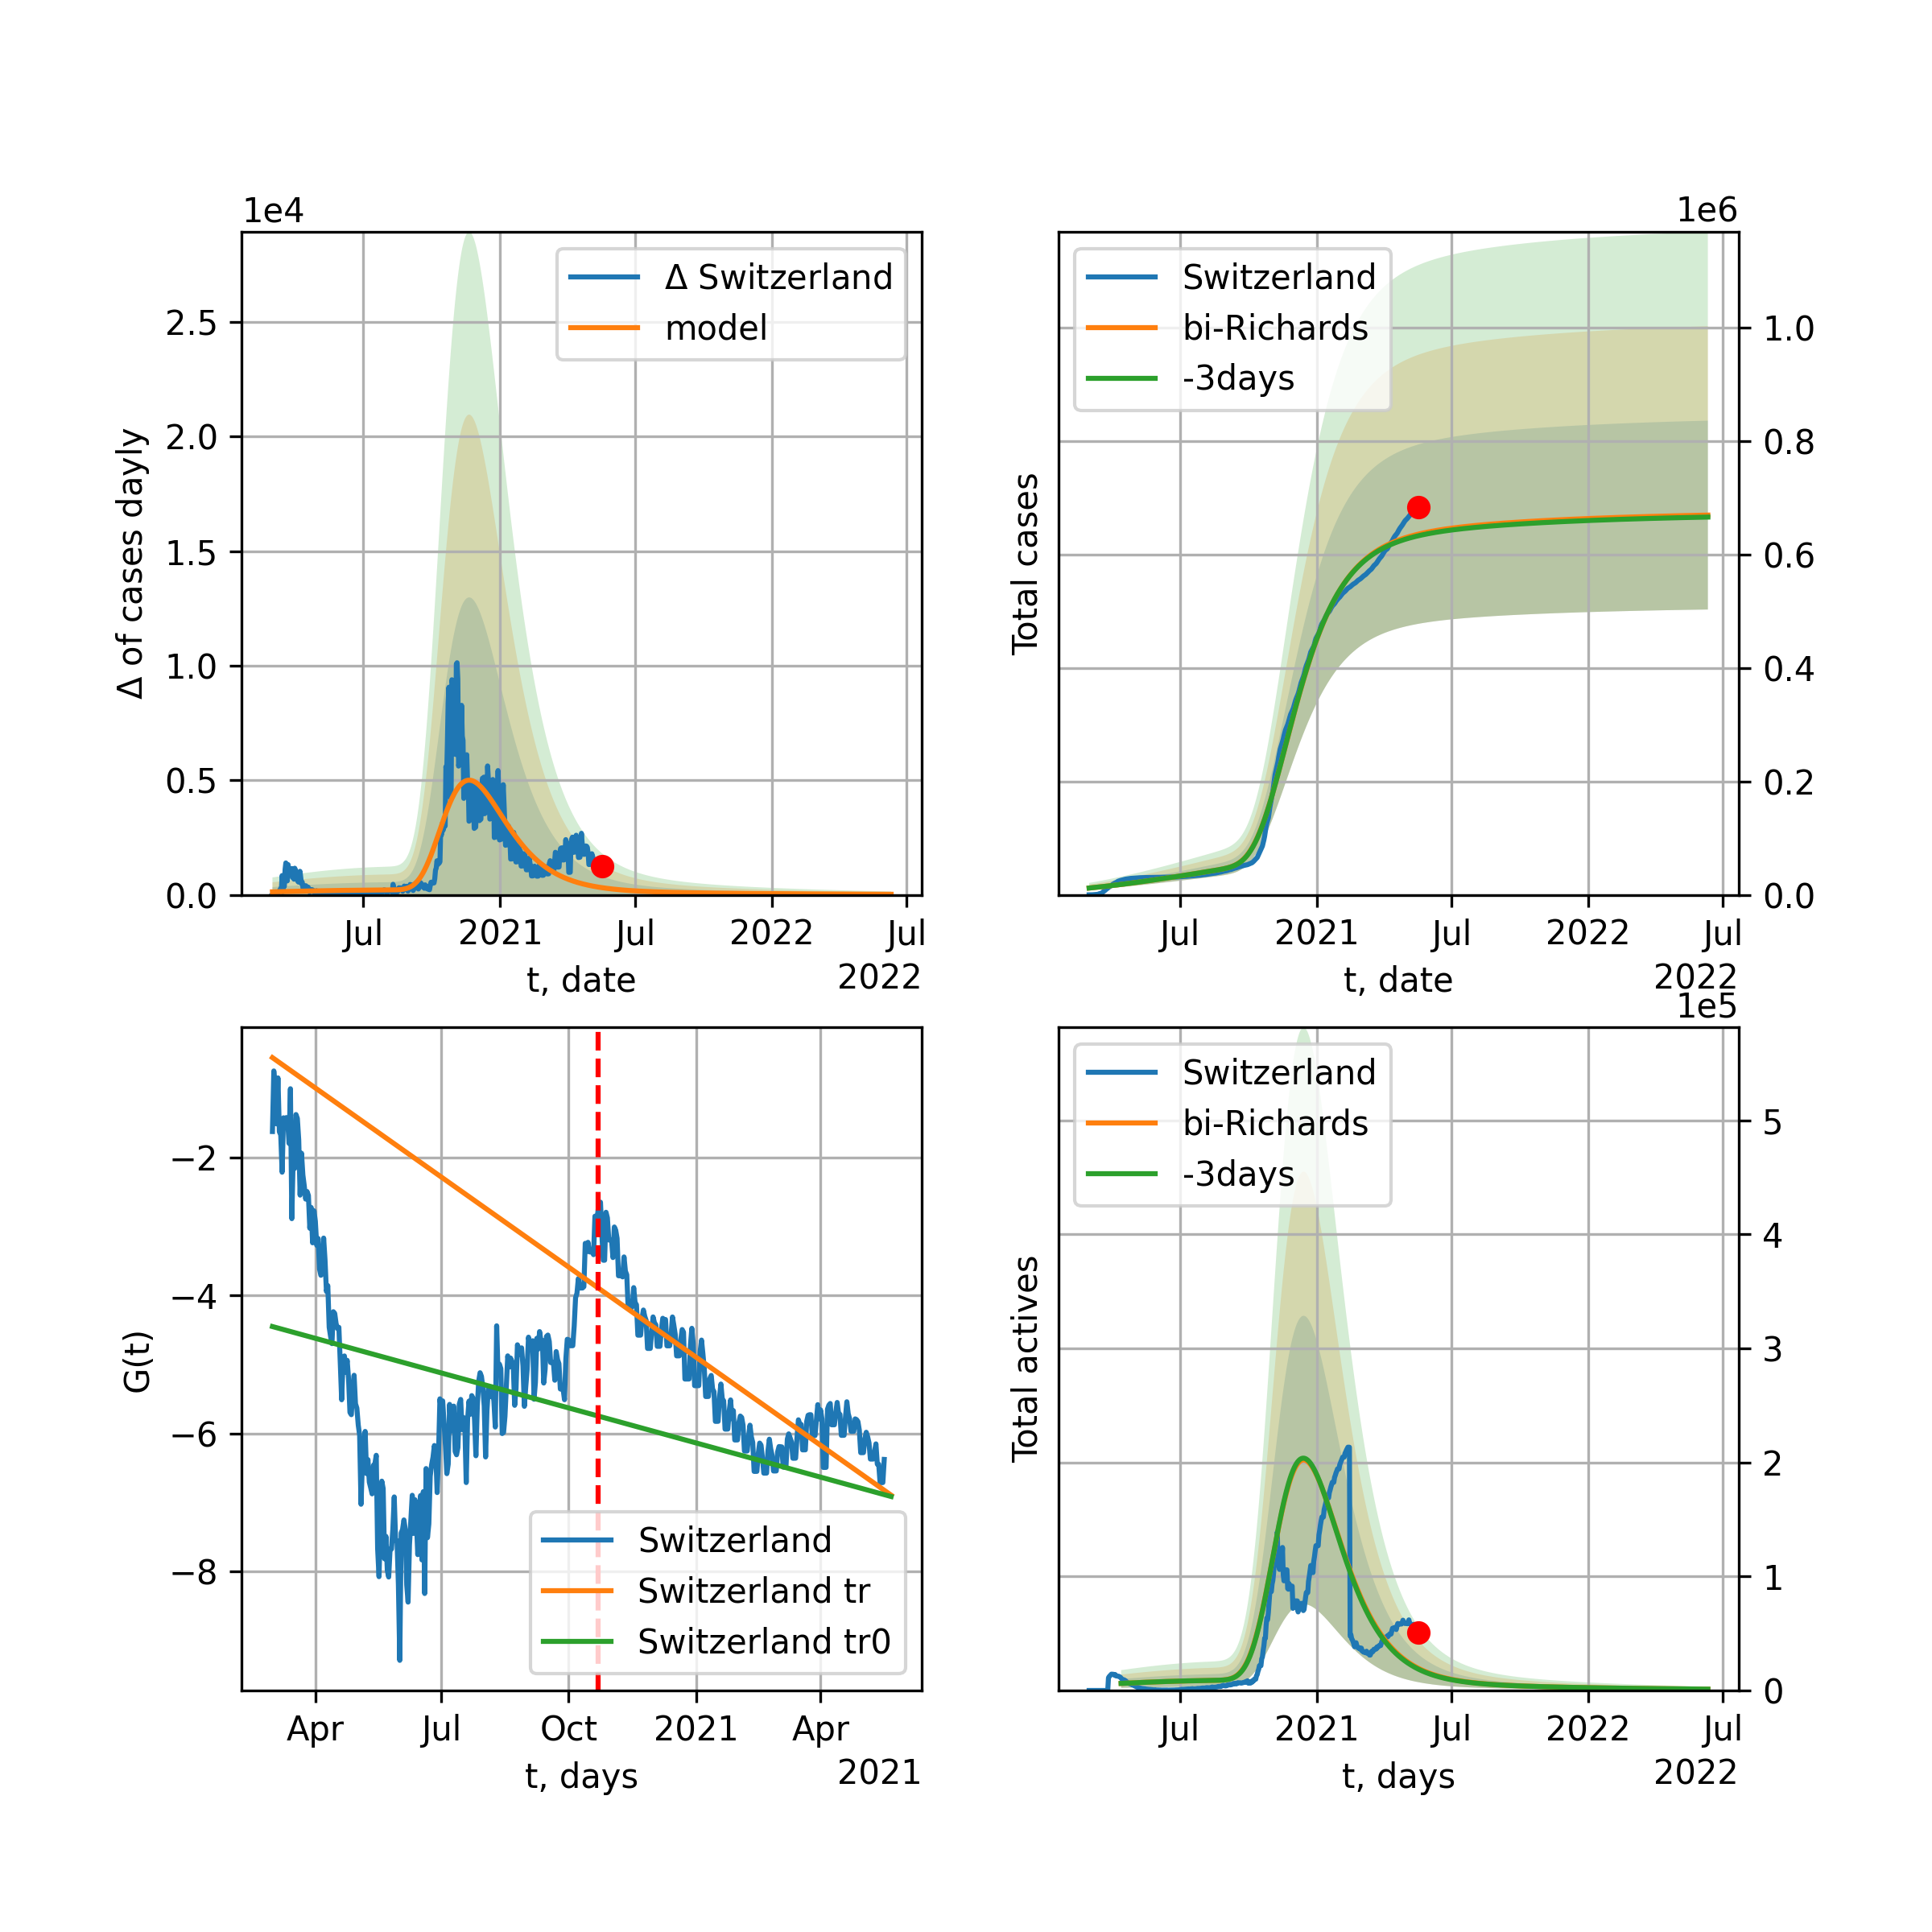 1e4
Δ of cases dayly
2.5
2.0
1.5
1.0
0.5
0.0
Δ Switzerland
model
Jul
2021
Jul
2022
Jul
t, date
2022
1e6
Total cases
Switzerland
bi-Richards
-3days
1.0
0.8
0.6
0.4
0.2
0.0
Jul
2021
Jul
2022
Jul
t, date
2022
G(t)
−2
−4
−6
−8
Switzerland
Switzerland tr
Switzerland tr0
Apr
Jul
Oct
2021
Apr
t, days
2021
1e5
Total actives
Switzerland
bi-Richards
-3days
5
4
3
2
1
0
Jul
2021
Jul
2022
Jul
t, days
2022